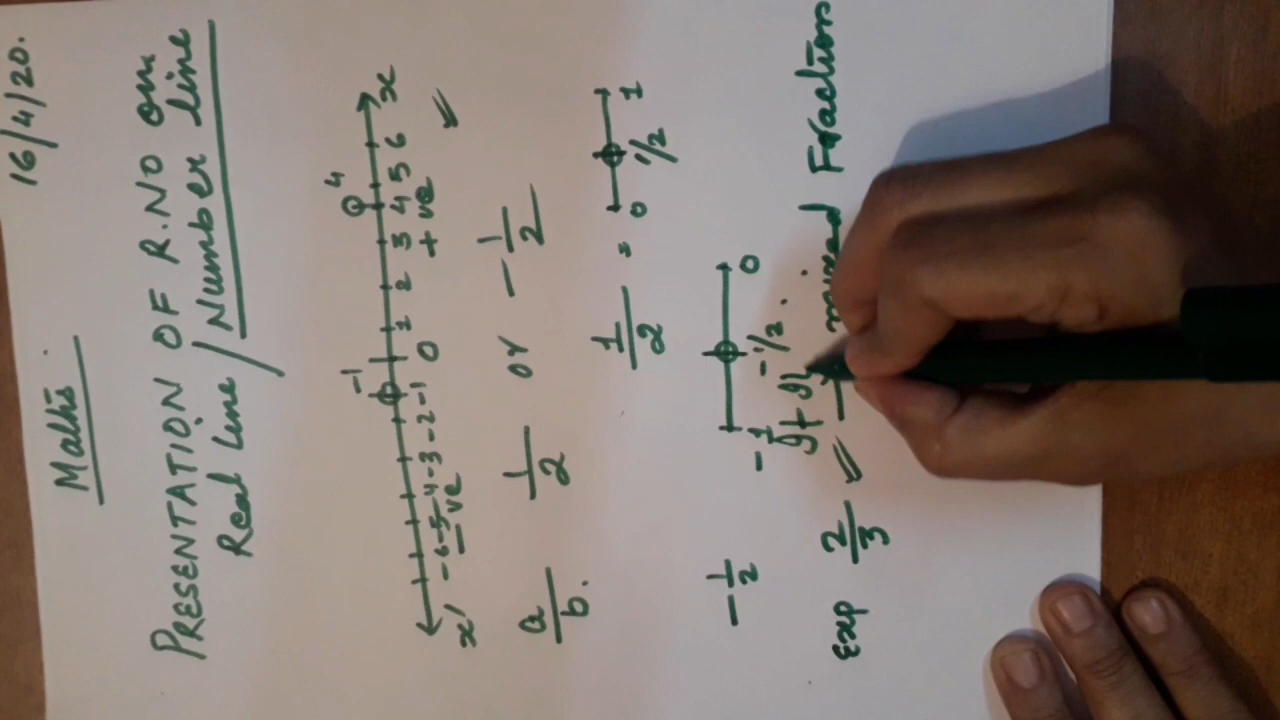 16/4/20.
Maths.
PRESENTATION OF R.NO on
Real line / Number line
-1 4
x' -6 -5 -4 -3 -2 -1 0 1 2 3 4 5 6 x
-ve +ve
a/b. 1/2 or -1/2
1/2 = 0 1/2 1
-1/2 -1 -1/2. 0
If
Exp 2/3 mixed Fraction